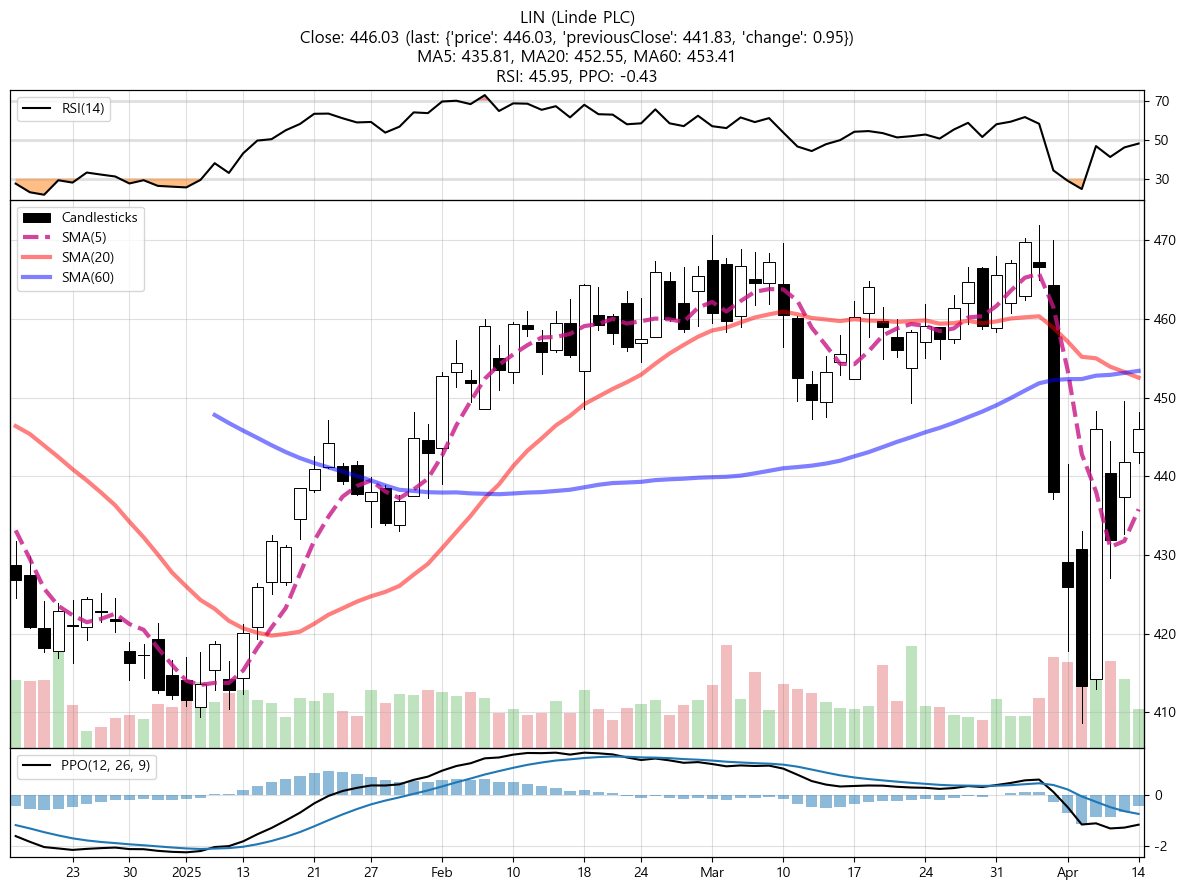 LIN (Linde PLC)
Close: 446.03 (last: {'price': 446.03, 'previousClose': 441.83, 'change': 0.95})
MA5: 435.81, MA20: 452.55, MA60: 453.41
RSI: 45.95, PPO: -0.43
RSI(14)
70
50
30
Candlesticks
SMA(5)
SMA(20)
SMA(60)
470
460
450
440
430
420
410
PPO(12, 26, 9)
0
-2
23 30 2025 13 21 27 Feb 10 18 24 Mar 10 17 24 31 Apr 14